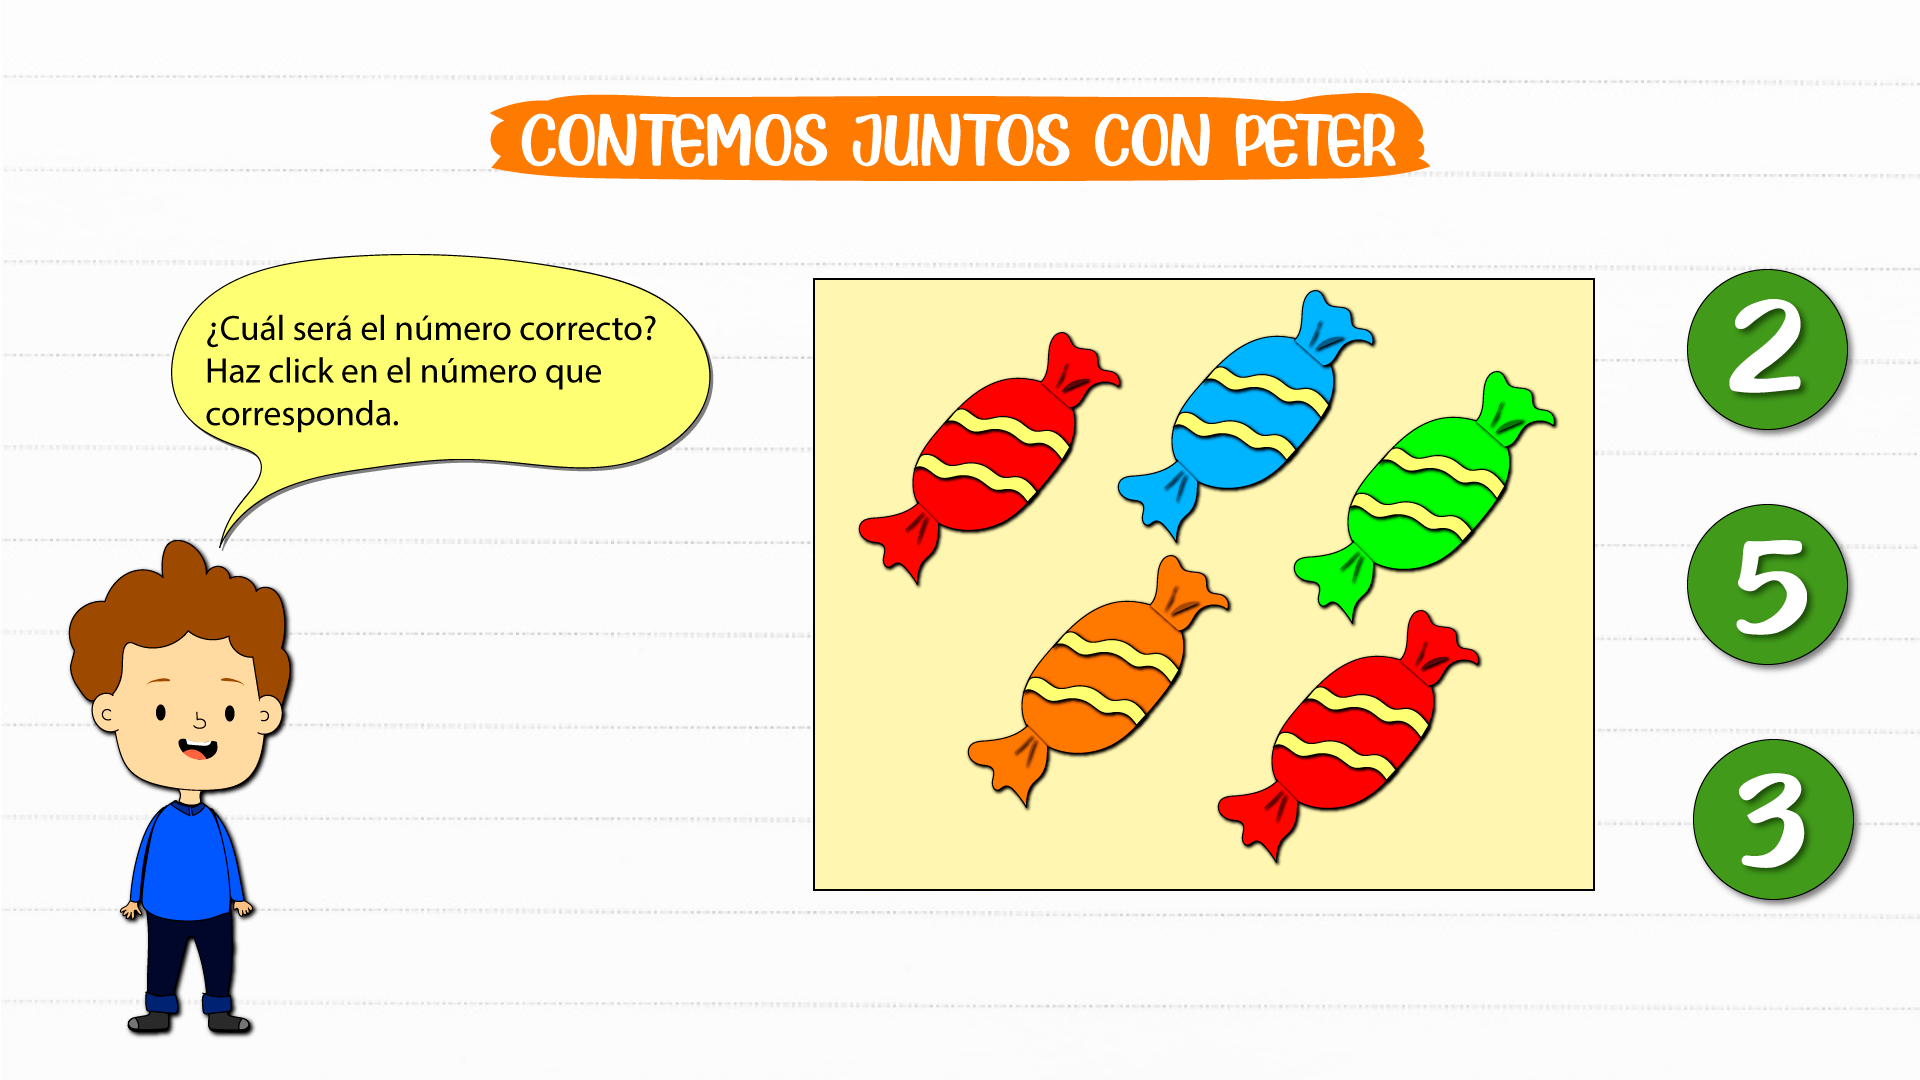 CONTEMOS JUNTOS CON PETER
¿Cuál será el número correcto?
Haz click en el número que
corresponda.
2
5
3